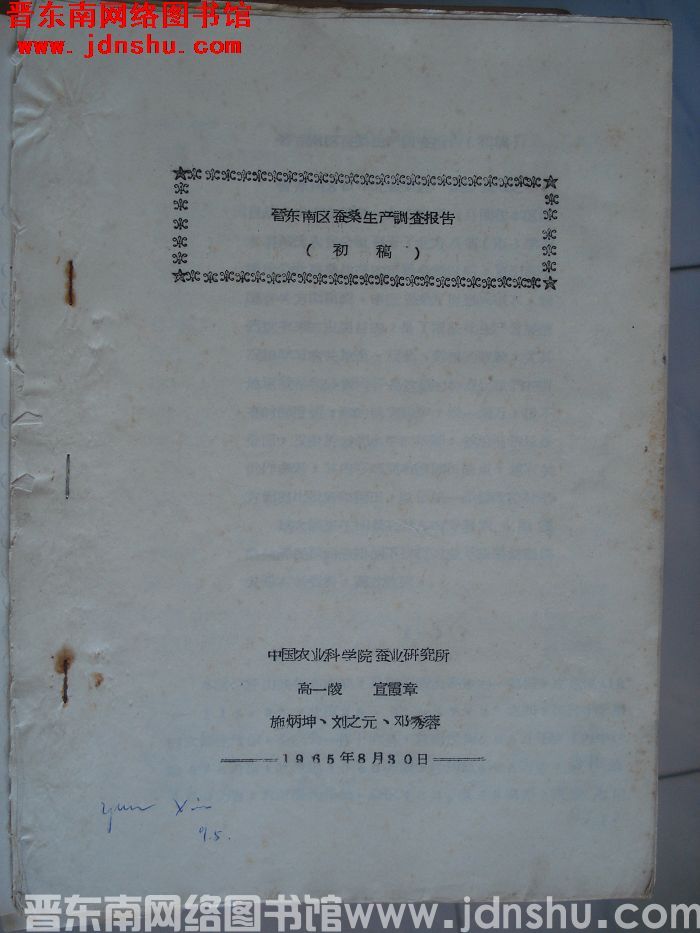 晋东南网络图书馆
www.jdnshu.com
晋东南区蚕桑生产調查报告
（初稿）
中国农业科学院蚕业研究所
高一陵 宣霞章
施炳坤、刘之元、邓秀蓉
1965年8月30日
9.5.
晋东南网络图书馆www.jdnshu.com